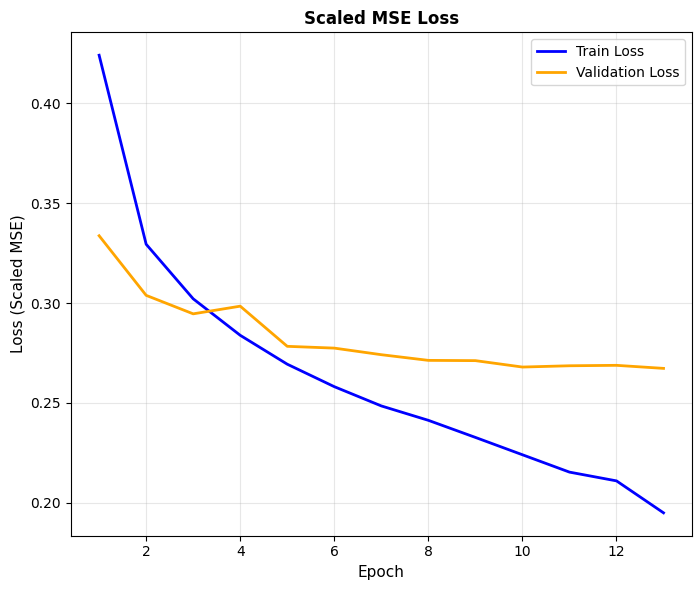 Scaled MSE Loss
Train Loss
Validation Loss
Loss (Scaled MSE)
0.40
0.35
0.30
0.25
0.20
2 4 6 8 10 12
Epoch